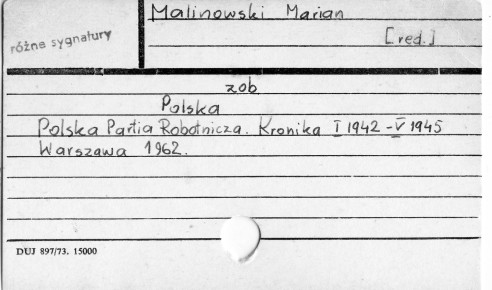 Malinowski Marian
różne sygnatury
[red.]
zob.
Polska
Polska Partia Robotnicza. Kronika I 1942 - V 1945
Warszawa 1962.
DUJ 897/73. 15000